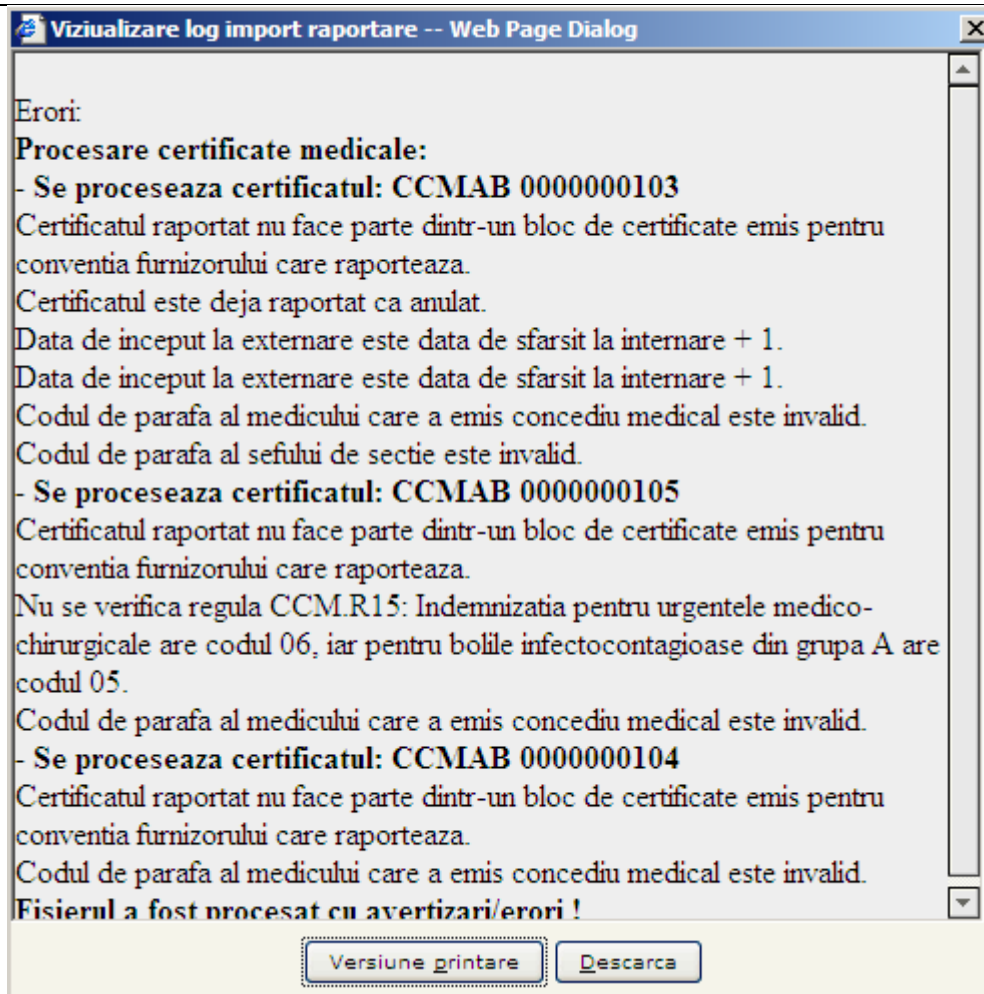 Viziualizare log import raportare -- Web Page Dialog
Erori:
Procesare certificate medicale:
- Se proceseaza certificatul: CCMAB 0000000103
Certificatul raportat nu face parte dintr-un bloc de certificate emis pentru
conventia furnizorului care raporteaza.
Certificatul este deja raportat ca anulat.
Data de inceput la externare este data de sfarsit la internare + 1.
Data de inceput la externare este data de sfarsit la internare + 1.
Codul de parafa al medicului care a emis concediu medical este invalid.
Codul de parafa al sefului de sectie este invalid.
- Se proceseaza certificatul: CCMAB 0000000105
Certificatul raportat nu face parte dintr-un bloc de certificate emis pentru
conventia furnizorului care raporteaza.
Nu se verifica regula CCM.R15: Indemnizatia pentru urgentele medico-
chirurgicale are codul 06, iar pentru bolile infectocontagioase din grupa A are
codul 05.
Codul de parafa al medicului care a emis concediu medical este invalid.
- Se proceseaza certificatul: CCMAB 0000000104
Certificatul raportat nu face parte dintr-un bloc de certificate emis pentru
conventia furnizorului care raporteaza.
Codul de parafa al medicului care a emis concediu medical este invalid.
Fisierul a fost procesat cu avertizari/erori !
Versiune printare
Descarca